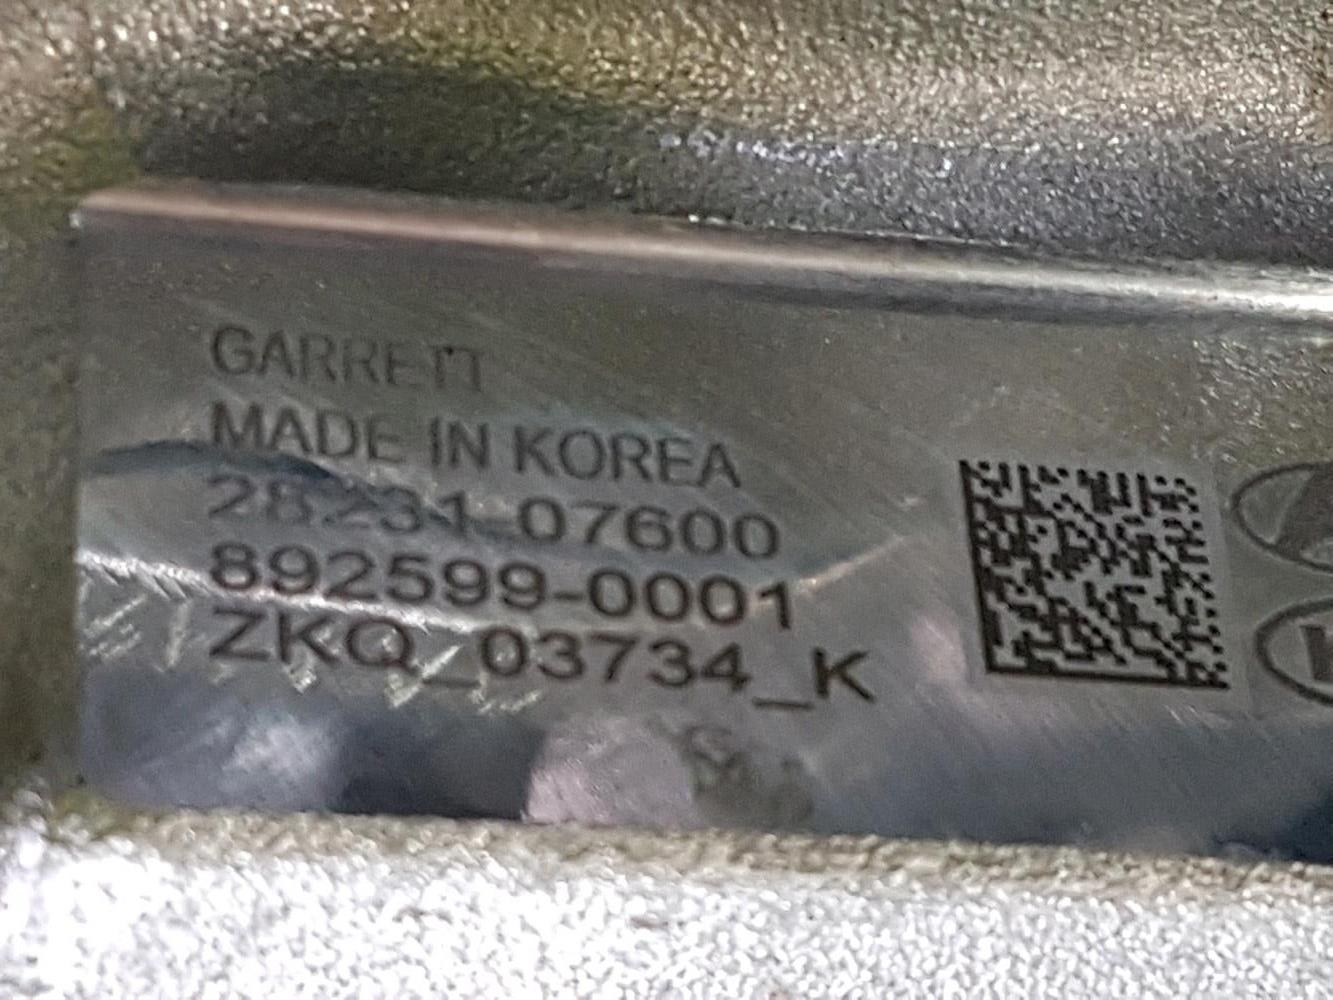 GARRETT
MADE IN KOREA
28231-07600
892599-0001
ZKQ_03734_K